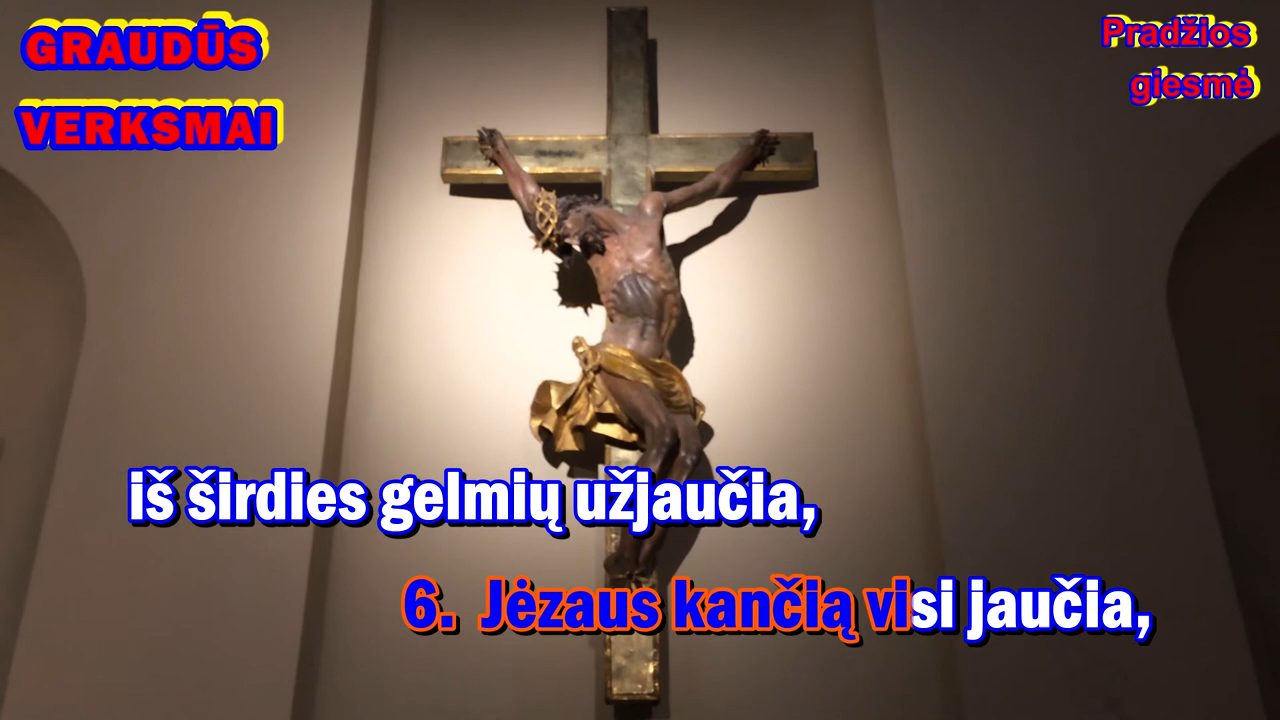 GRAUDŪS
VERKSMAI
Pradžios
giesmė
iš širdies gelmių užjaučia,
6. Jėzaus kančią visi jaučia,